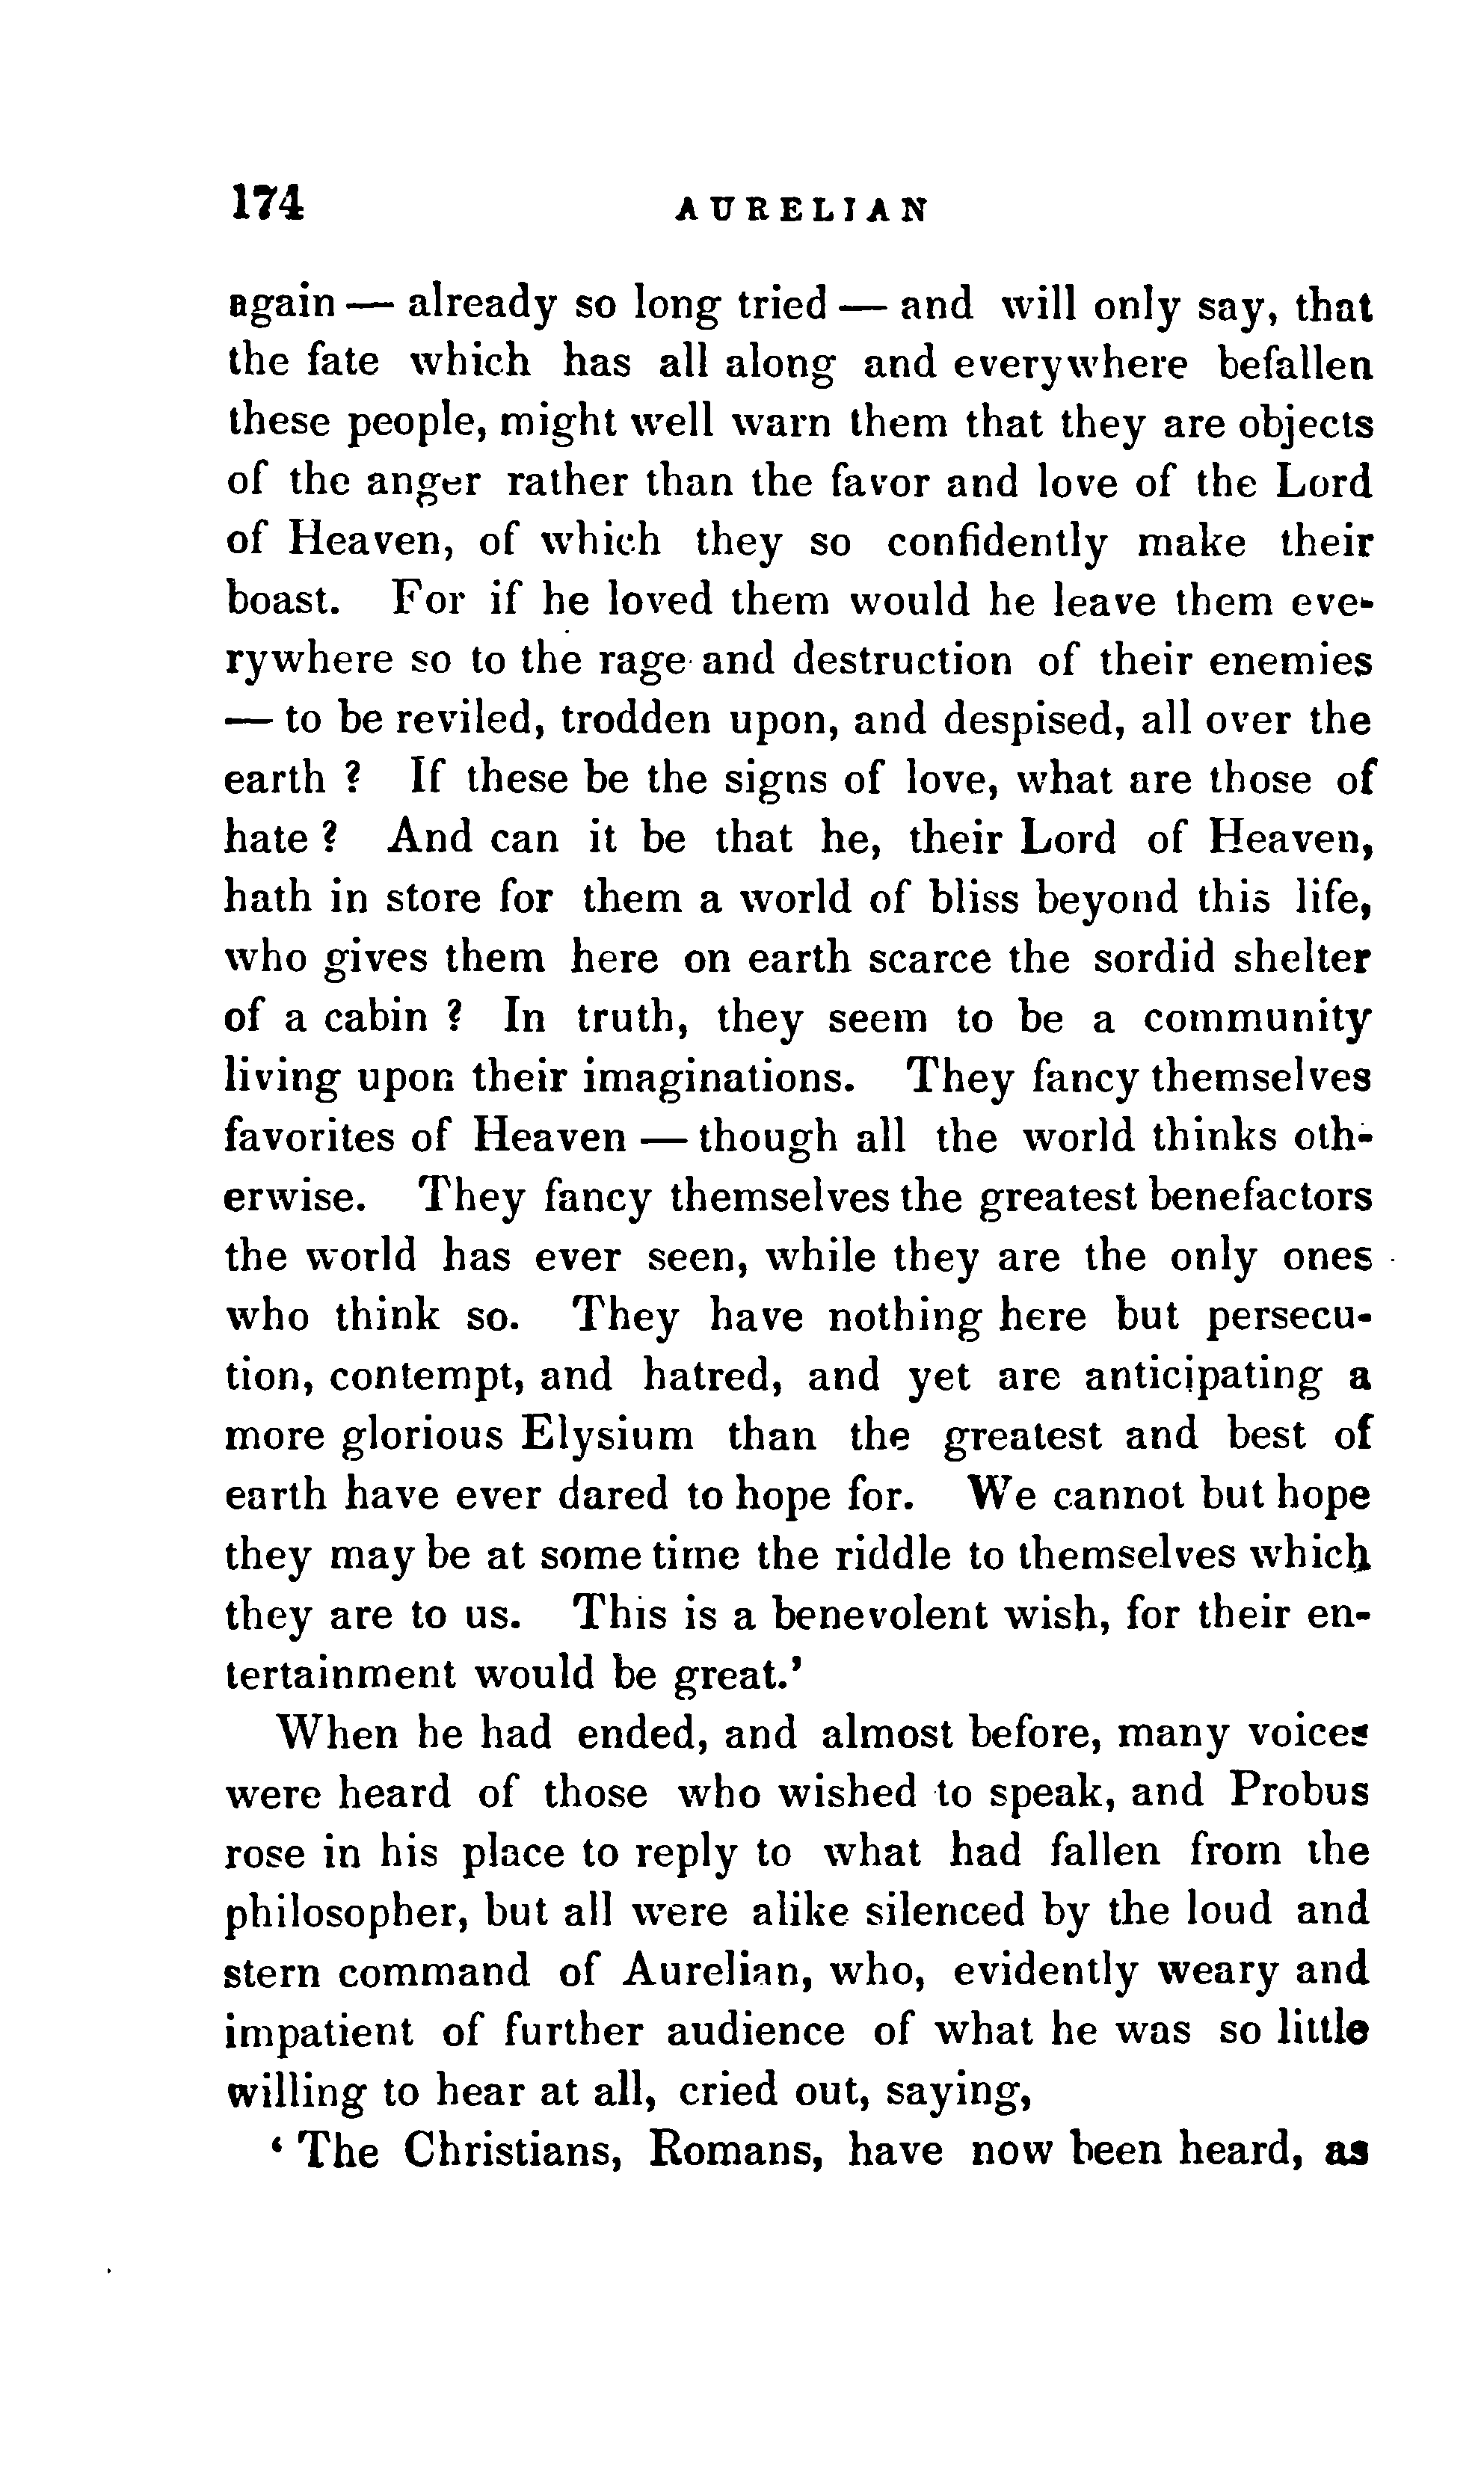 174 AURELIAN
again — already so long tried — and will only say, that
the fate which has all along and everywhere befallen
these people, might well warn them that they are objects
of the anger rather than the favor and love of the Lord
of Heaven, of which they so confidently make their
boast. For if he loved them would he leave them eve-
rywhere so to the rage and destruction of their enemies
— to be reviled, trodden upon, and despised, all over the
earth ? If these be the signs of love, what are those of
hate ? And can it be that he, their Lord of Heaven,
hath in store for them a world of bliss beyond this life,
who gives them here on earth scarce the sordid shelter
of a cabin ? In truth, they seem to be a community
living upon their imaginations. They fancy themselves
favorites of Heaven — though all the world thinks oth-
erwise. They fancy themselves the greatest benefactors
the world has ever seen, while they are the only ones
who think so. They have nothing here but persecu-
tion, contempt, and hatred, and yet are anticipating a
more glorious Elysium than the greatest and best of
earth have ever dared to hope for. We cannot but hope
they may be at some time the riddle to themselves which
they are to us. This is a benevolent wish, for their en-
tertainment would be great.’
When he had ended, and almost before, many voices
were heard of those who wished to speak, and Probus
rose in his place to reply to what had fallen from the
philosopher, but all were alike silenced by the loud and
stern command of Aurelian, who, evidently weary and
impatient of further audience of what he was so little
willing to hear at all, cried out, saying,
‘ The Christians, Romans, have now been heard, as